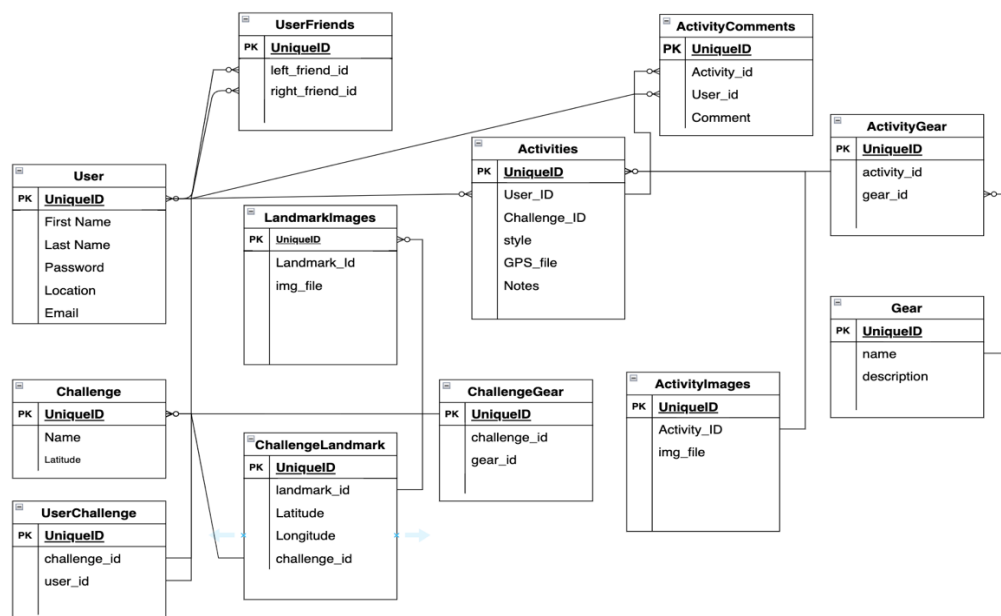 UserFriends
PK UniqueID
left_friend_id
right_friend_id
ActivityComments
PK UniqueID
Activity_id
User_id
Comment
ActivityGear
PK UniqueID
activity_id
gear_id
Activities
PK UniqueID
User_ID
Challenge_ID
style
GPS_file
Notes
User
PK UniqueID
First Name
Last Name
Password
Location
Email
LandmarkImages
PK UniqueID
Landmark_Id
img_file
Gear
PK UniqueID
name
description
Challenge
PK UniqueID
Name
Latitude
ChallengeGear
PK UniqueID
challenge_id
gear_id
ActivityImages
PK UniqueID
Activity_ID
img_file
ChallengeLandmark
PK UniqueID
landmark_id
Latitude
Longitude
challenge_id
UserChallenge
PK UniqueID
challenge_id
user_id